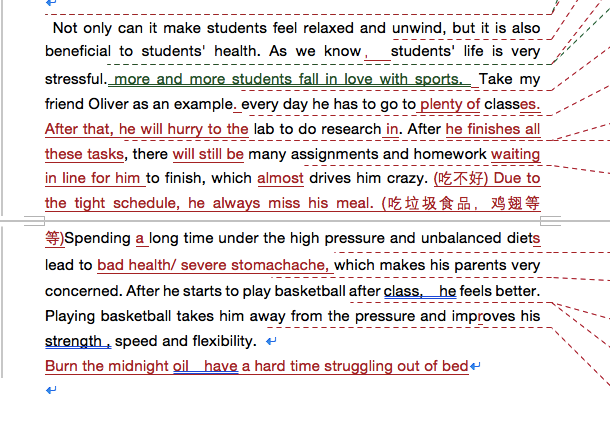 Not only can it make students feel relaxed and unwind, but it is also
beneficial to students' health. As we know, students' life is very
stressful. more and more students fall in love with sports. Take my
friend Oliver as an example. every day he has to go to plenty of classes.
After that, he will hurry to the lab to do research in. After he finishes all
these tasks, there will still be many assignments and homework waiting
in line for him to finish, which almost drives him crazy. (吃不好) Due to
the tight schedule, he always miss his meal. (吃垃圾食品，鸡翅等
等)Spending a long time under the high pressure and unbalanced diets
lead to bad health/ severe stomachache, which makes his parents very
concerned. After he starts to play basketball after class, he feels better.
Playing basketball takes him away from the pressure and improves his
strength , speed and flexibility.
Burn the midnight oil have a hard time struggling out of bed